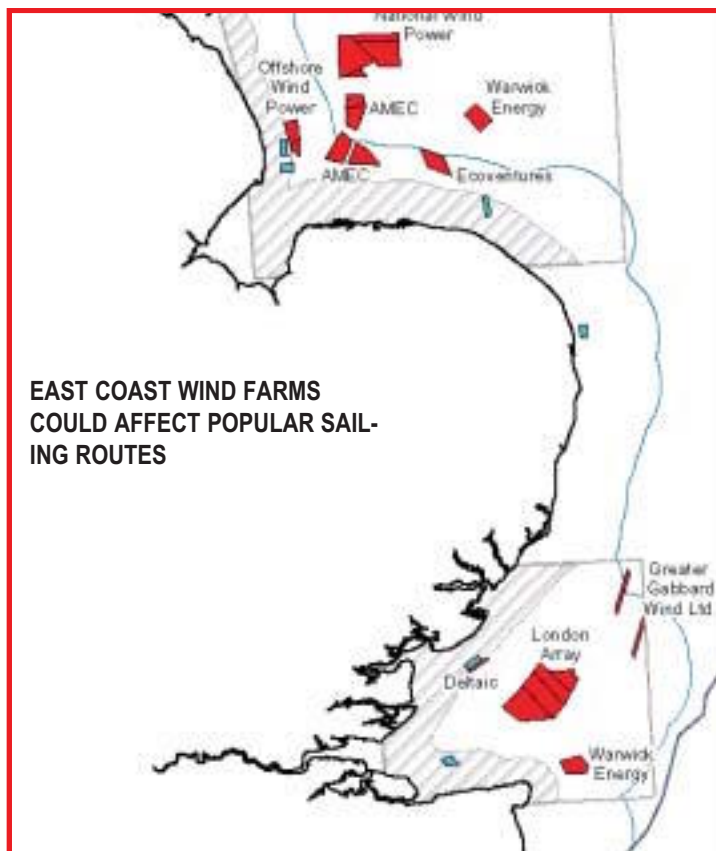 National Wind
Power
Offshore
Wind
Power
AMEC
Warwick
Energy
AMEC
Ecoventures
EAST COAST WIND FARMS
COULD AFFECT POPULAR SAIL-
ING ROUTES
Greater
Gabbard
Wind Ltd
London
Array
Deltaic
Warwick
Energy